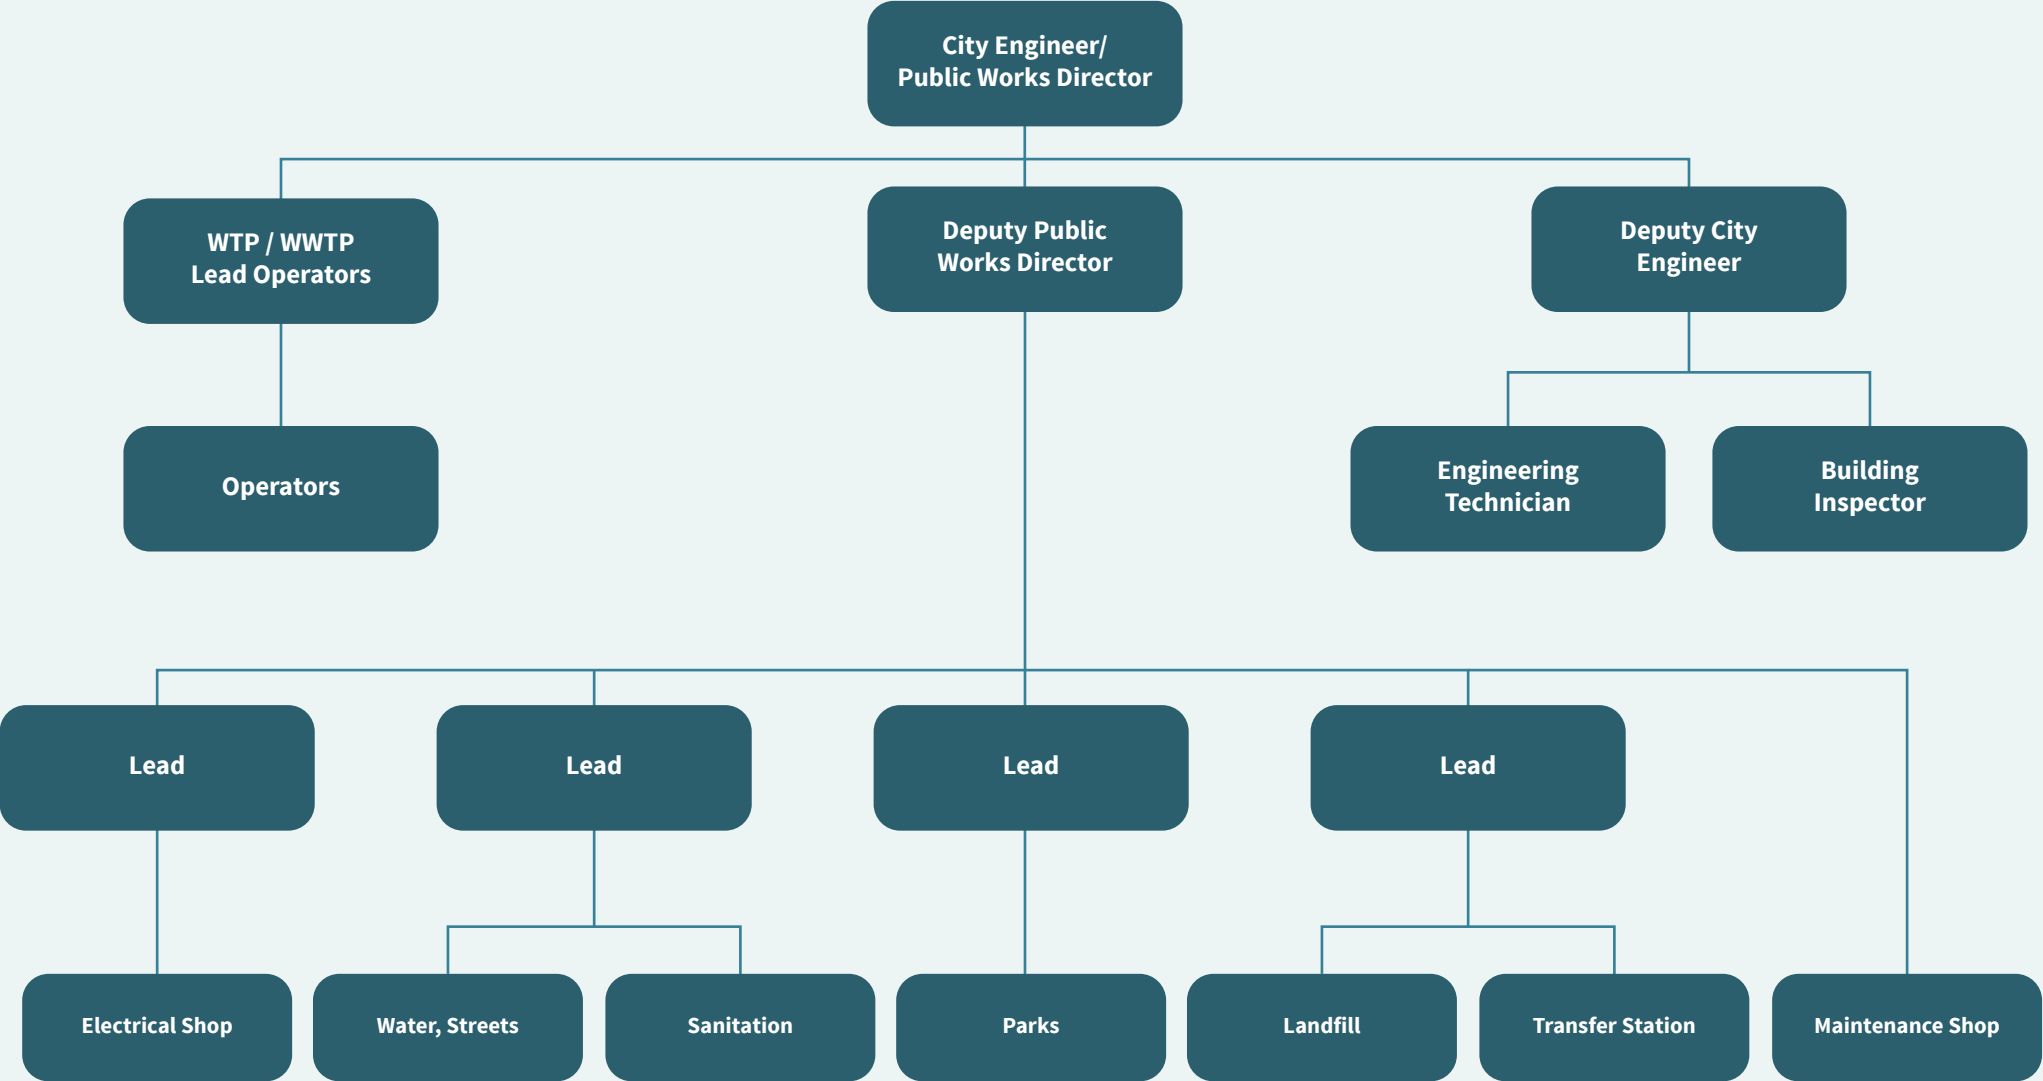 City Engineer/
Public Works Director
WTP / WWTP
Lead Operators
Deputy Public
Works Director
Deputy City
Engineer
Operators
Engineering
Technician
Building
Inspector
Lead
Lead
Lead
Lead
Electrical Shop
Water, Streets
Sanitation
Parks
Landfill
Transfer Station
Maintenance Shop